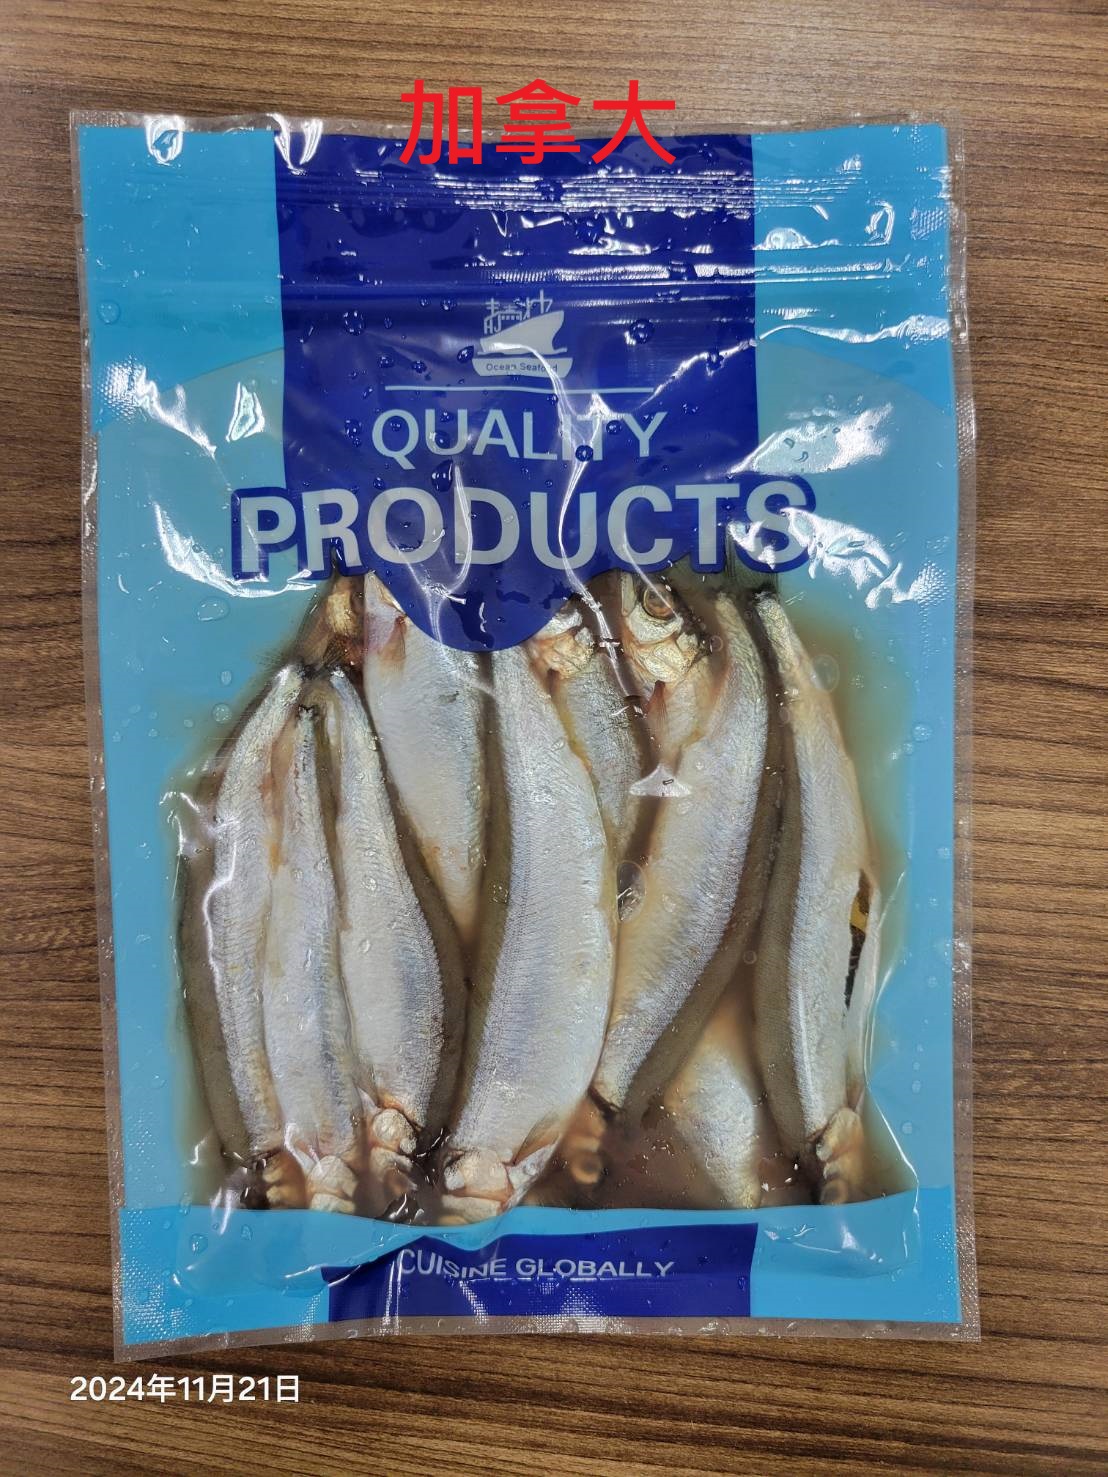 加拿大
Ocean Seafood
QUALITY
PRODUCTS
CUISINE GLOBALLY
2024年11月21日